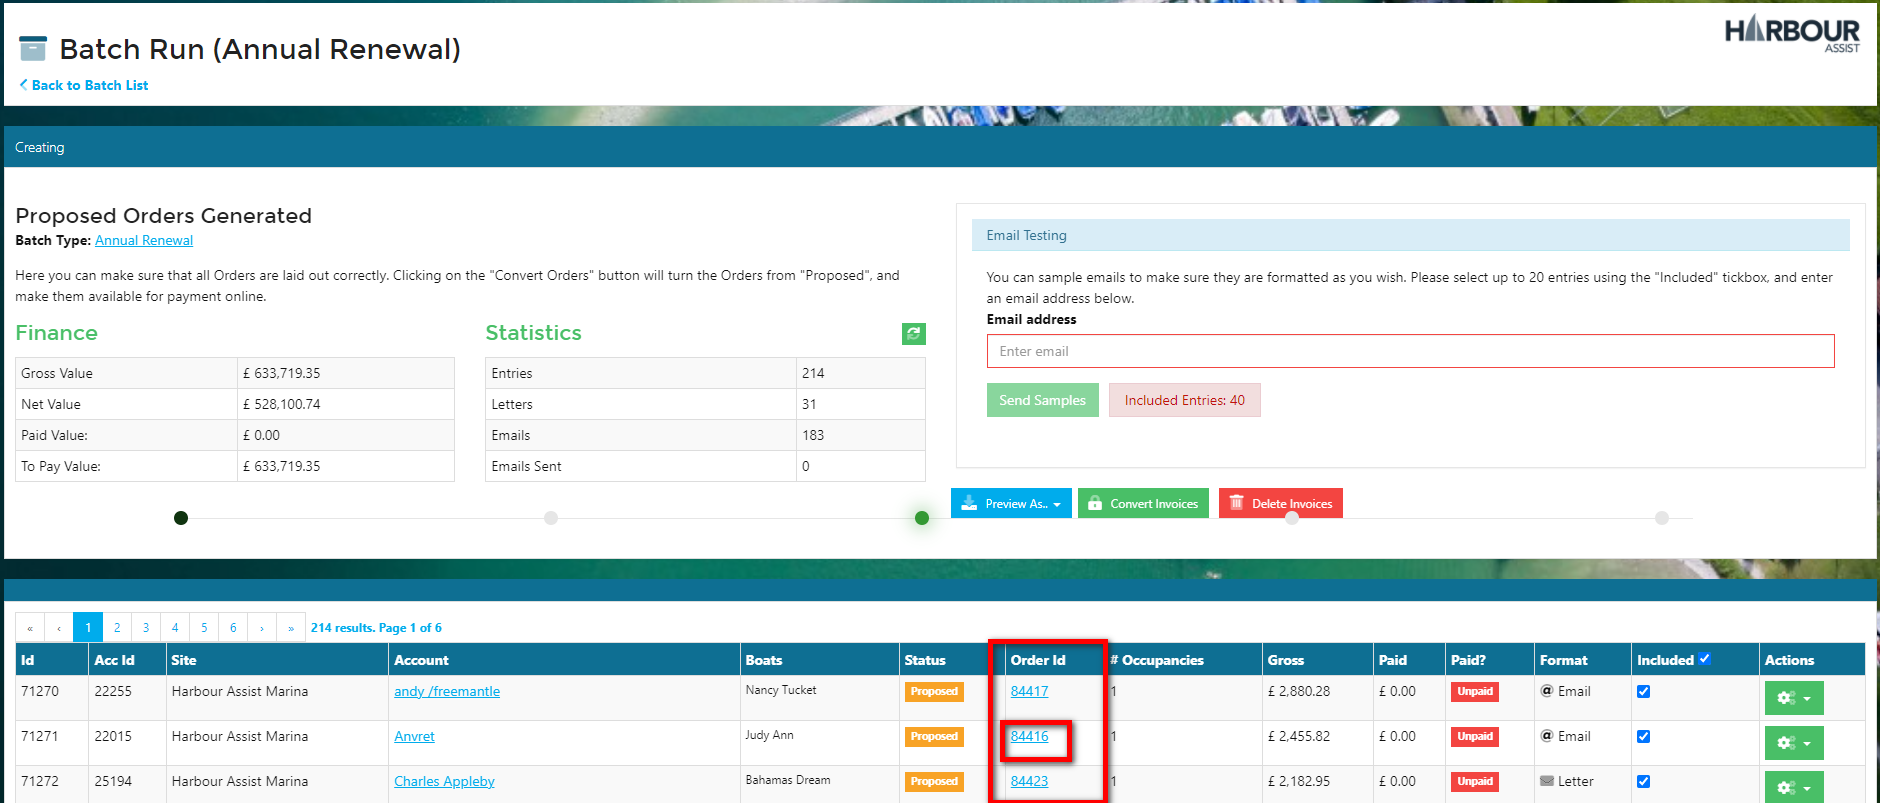 HARBOUR
ASSIST
Batch Run (Annual Renewal)
Back to Batch List
Creating
Proposed Orders Generated
Batch Type: Annual Renewal
Here you can make sure that all Orders are laid out correctly. Clicking on the "Convert Orders" button will turn the Orders from "Proposed", and
make them available for payment online.
Finance
Gross Value £ 633,719.35
Net Value £ 528,100.74
Paid Value: £ 0.00
To Pay Value: £ 633,719.35
Statistics
Entries 214
Letters 31
Emails 183
Emails Sent 0
Email Testing
You can sample emails to make sure they are formatted as you wish. Please select up to 20 entries using the "Included" tickbox, and enter
an email address below.
Email address
Enter email
Send Samples Included Entries: 40
Preview As.. Convert Invoices Delete Invoices
« ‹ 1 2 3 4 5 6 › » 214 results. Page 1 of 6
Id Acc Id Site Account Boats Status Order Id # Occupancies Gross Paid Paid? Format Included Actions
71270 22255 Harbour Assist Marina andy /freemantle Nancy Tucket Proposed 84417 1 £ 2,880.28 £ 0.00 Unpaid @ Email
71271 22015 Harbour Assist Marina Anvret Judy Ann Proposed 84416 1 £ 2,455.82 £ 0.00 Unpaid @ Email
71272 25194 Harbour Assist Marina Charles Appleby Bahamas Dream Proposed 84423 1 £ 2,182.95 £ 0.00 Unpaid Letter